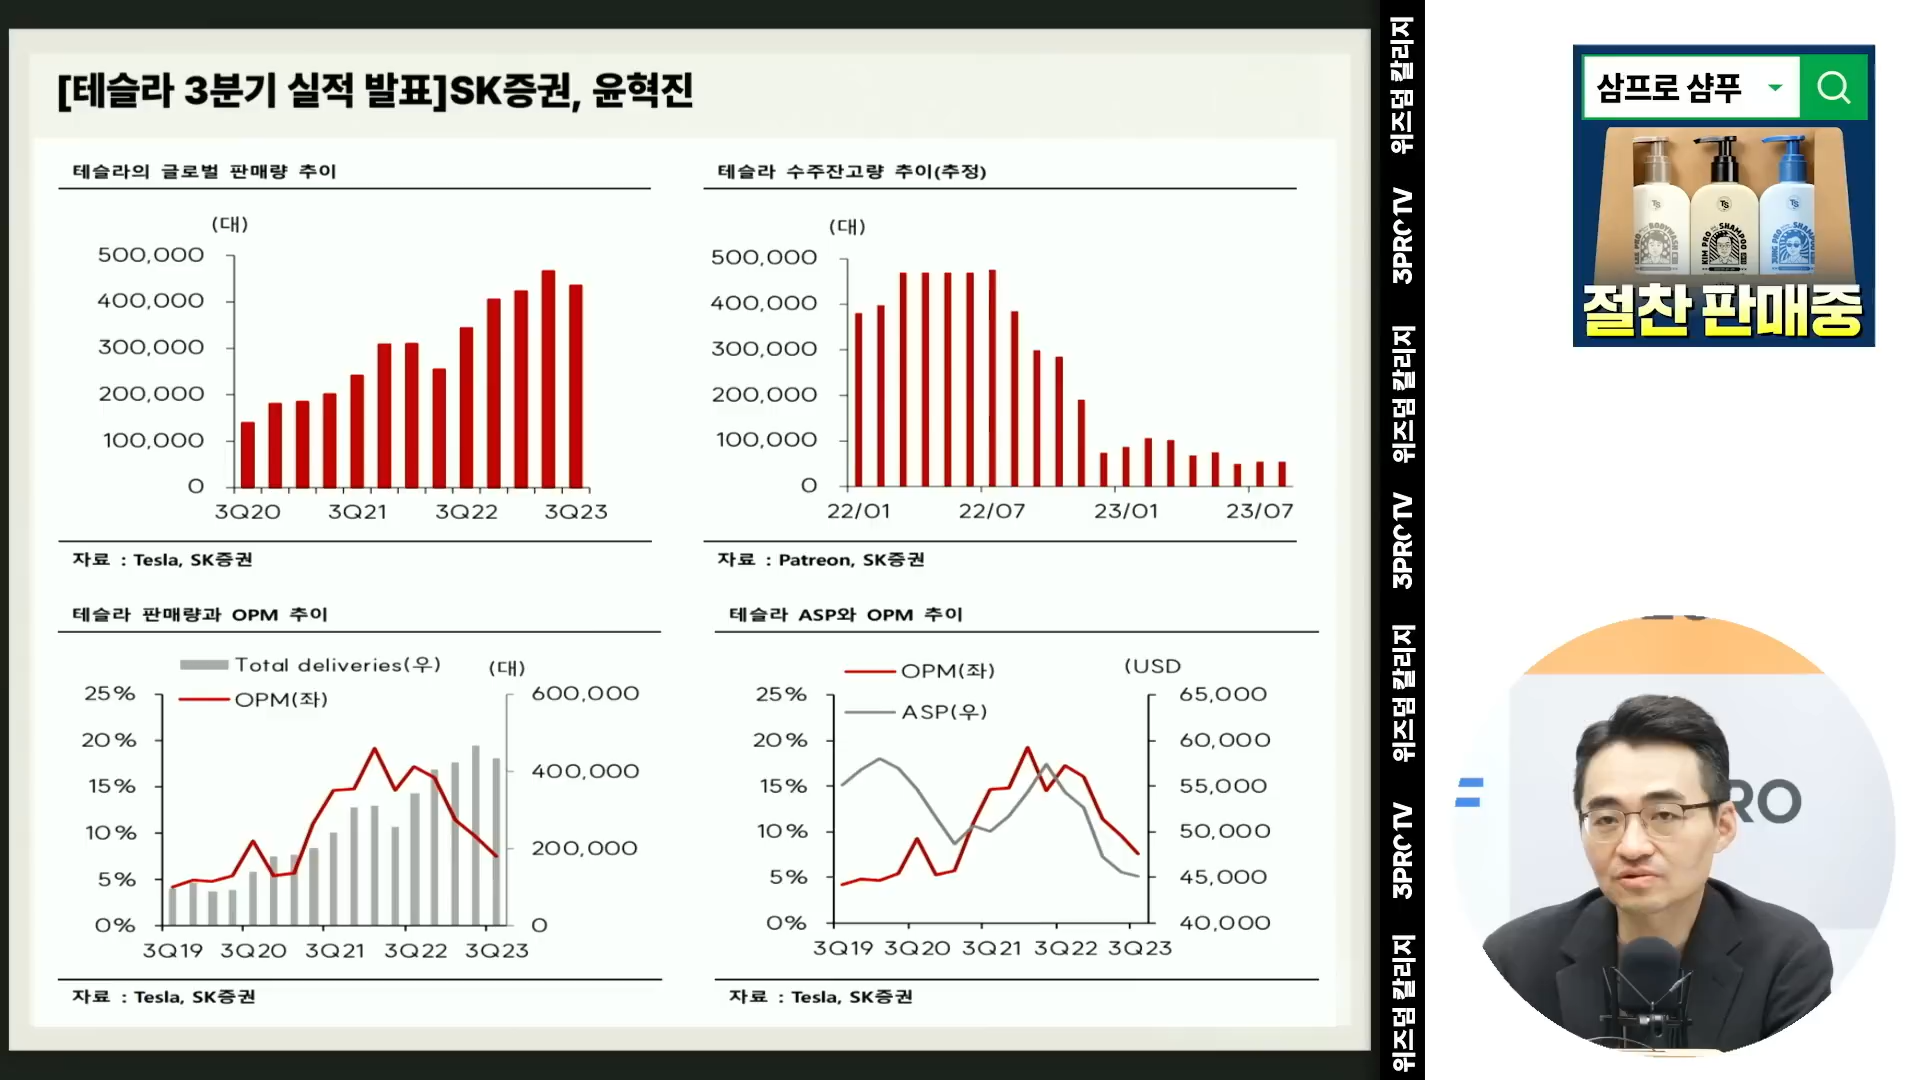 [테슬라 3분기 실적 발표]SK증권, 윤혁진
테슬라의 글로벌 판매량 추이
(대)
500,000
400,000
300,000
200,000
100,000
0
3Q20 3Q21 3Q22 3Q23
자료 : Tesla, SK증권
테슬라 수주잔고량 추이(추정)
(대)
500,000
400,000
300,000
200,000
100,000
0
22/01 22/07 23/01 23/07
자료 : Patreon, SK증권
테슬라 판매량과 OPM 추이
Total deliveries(우)
OPM(좌)
(대)
25%
20%
15%
10%
5%
0%
600,000
400,000
200,000
0
3Q19 3Q20 3Q21 3Q22 3Q23
자료 : Tesla, SK증권
테슬라 ASP와 OPM 추이
OPM(좌)
ASP(우)
(USD
25%
20%
15%
10%
5%
0%
65,000
60,000
55,000
50,000
45,000
40,000
3Q19 3Q20 3Q21 3Q22 3Q23
자료 : Tesla, SK증권
위즈덤 칼리지
3PROTV
위즈덤 칼리지
3PROTV
위즈덤 칼리지
3PROTV
위즈덤 칼리지
삼프로 샴푸
TS
TS
TS
BODYWASH
KIM PRO SHAMPOO
JUNG PRO SHAMPOO
절찬 판매중
RO